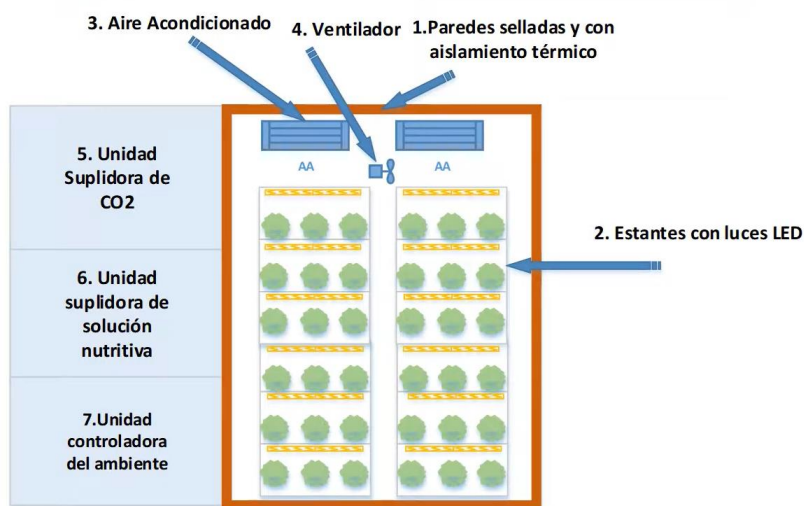 3. Aire Acondicionado
4. Ventilador
1.Paredes selladas y con
aislamiento térmico
5. Unidad
Suplidora de
CO2
AA
AA
2. Estantes con luces LED
6. Unidad
suplidora de
solución
nutritiva
7.Unidad
controladora
del ambiente